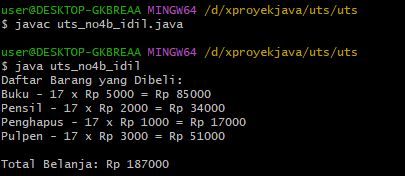 user@DESKTOP-GKBREAA MINGW64 /d/xproyekjava/uts/uts
$ javac uts_no4b_idil.java
user@DESKTOP-GKBREAA MINGW64 /d/xproyekjava/uts/uts
$ java uts_no4b_idil
Daftar Barang yang Dibeli:
Buku - 17 x Rp 5000 = Rp 85000
Pensil - 17 x Rp 2000 = Rp 34000
Penghapus - 17 x Rp 1000 = Rp 17000
Pulpen - 17 x Rp 3000 = Rp 51000
Total Belanja: Rp 187000